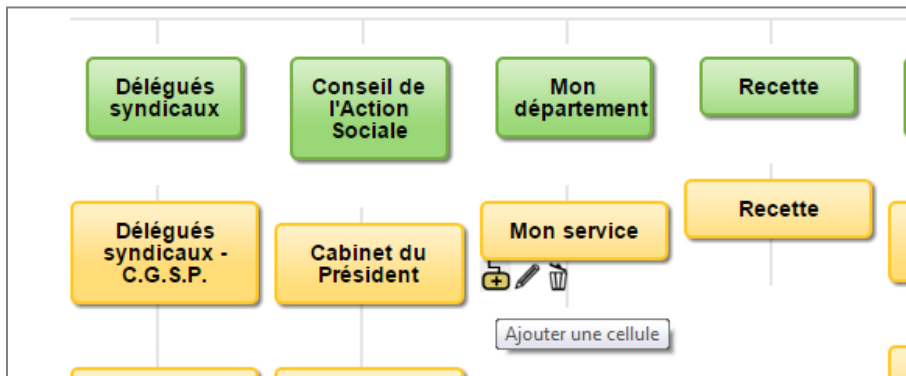 Délégués
syndicaux
Conseil de
l'Action
Sociale
Mon
département
Recette
Délégués
syndicaux -
C.G.S.P.
Cabinet du
Président
Mon service
Recette
Ajouter une cellule